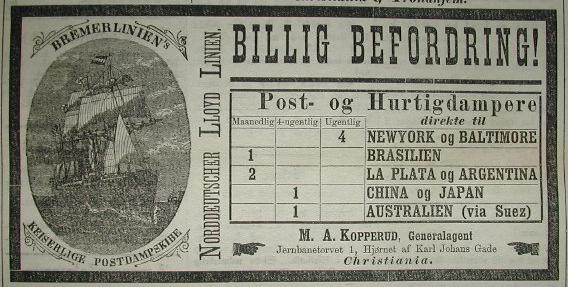 BREMERLINIEN's
KEISERLIGE POSTDAMPSKIBE
NORDDEUTSCHER LLOYD LINIEN.
BILLIG BEFORDRING!
Post- og Hurtigdampere
direkte til
Maanedlig 4-ugentlig Ugentlig
4 NEWYORK og BALTIMORE
1 BRASILIEN
2 LA PLATA og ARGENTINA
1 CHINA og JAPAN
1 AUSTRALIEN (via Suez)
M. A. KOPPERUD, Generalagent
Jernbanetorvet 1, Hjørnet af Karl Johans Gade
Christiania.